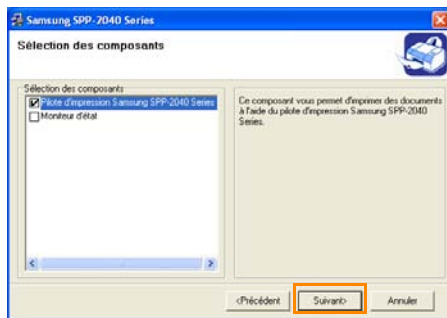 Samsung SPP-2040 Series
Sélection des composants
Sélection des composants
Pilote d'impression Samsung SPP-2040 Series
Moniteur d'état
Ce composant vous permet d'imprimer des documents
à l'aide du pilote d'impression Samsung SPP-2040
Series.
<Précédent
Suivant>
Annuler